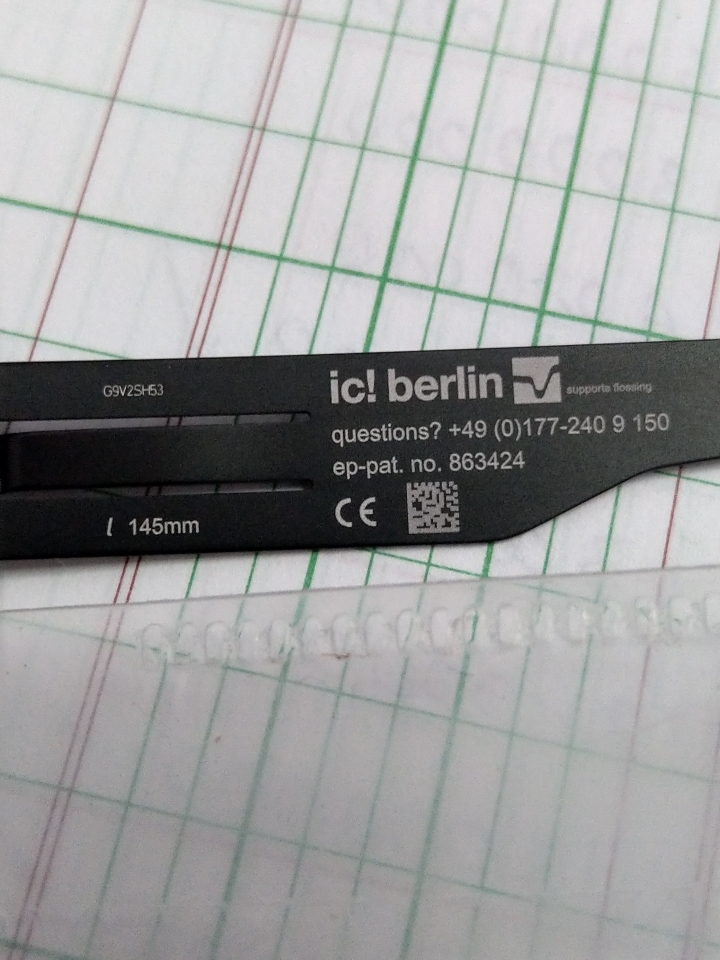 G9V2SH53
ic! berlin supports flossing
questions? +49 (0)177-240 9 150
ep-pat. no. 863424
CE
l 145mm